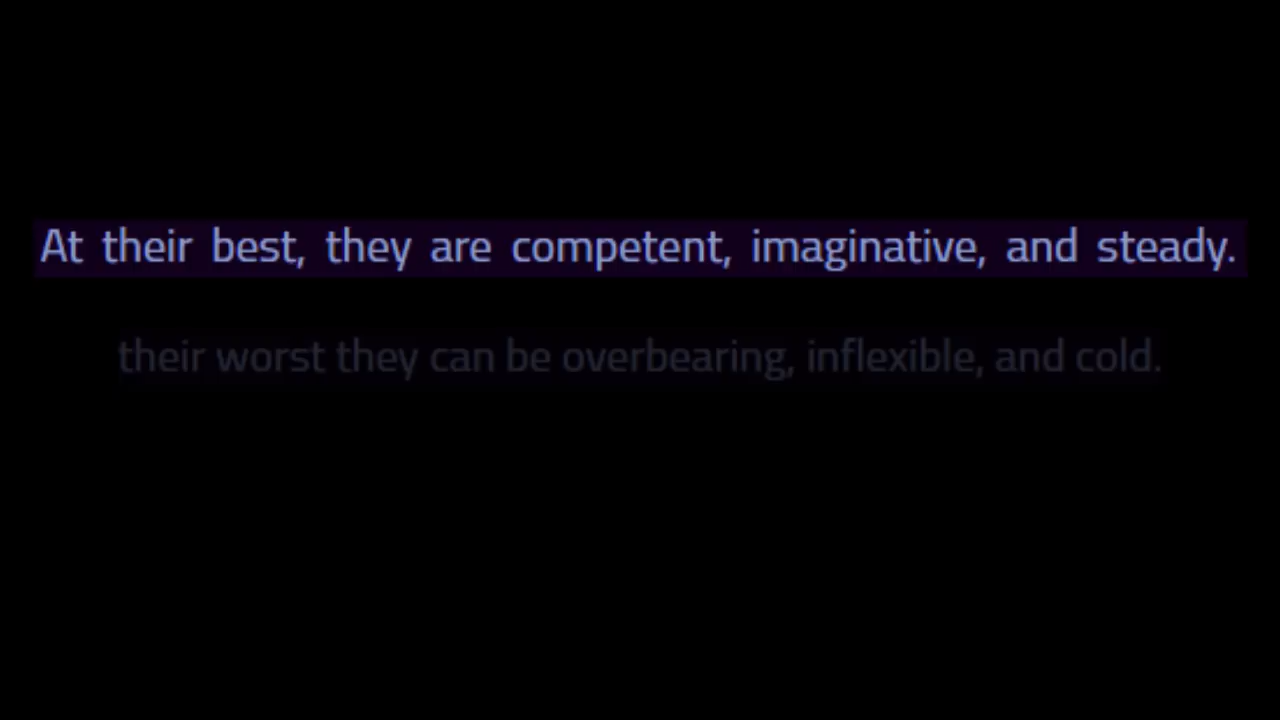 At their best, they are competent, imaginative, and steady.
their worst they can be overbearing, inflexible, and cold.